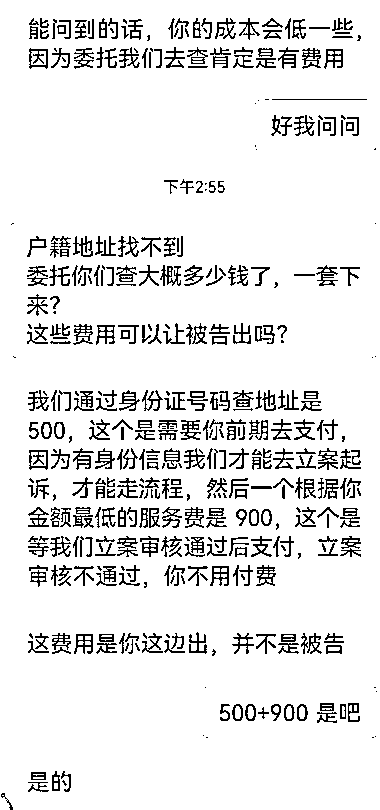 能问到的话，你的成本会低一些，
因为委托我们去查肯定是有费用
好我问问
下午2:55
户籍地址找不到
委托你们查大概多少钱了，一套下
来？
这些费用可以让被告出吗？
我们通过身份证号码查地址是
500，这个是需要你前期去支付，
因为有身份信息我们才能去立案起
诉，才能走流程，然后一个根据你
金额最低的服务费是 900，这个是
等我们立案审核通过后支付，立案
审核不通过，你不用付费
这费用是你这边出，并不是被告
500+900 是吧
是的